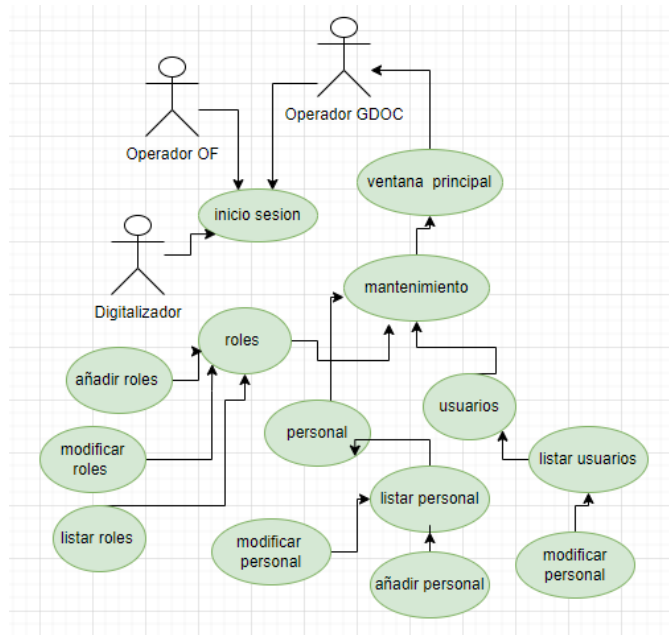 Operador GDOC
Operador OF
ventana principal
inicio sesion
mantenimiento
Digitalizador
roles
añadir roles
usuarios
personal
modificar
roles
listar usuarios
listar personal
listar roles
modificar
personal
añadir personal
modificar
personal